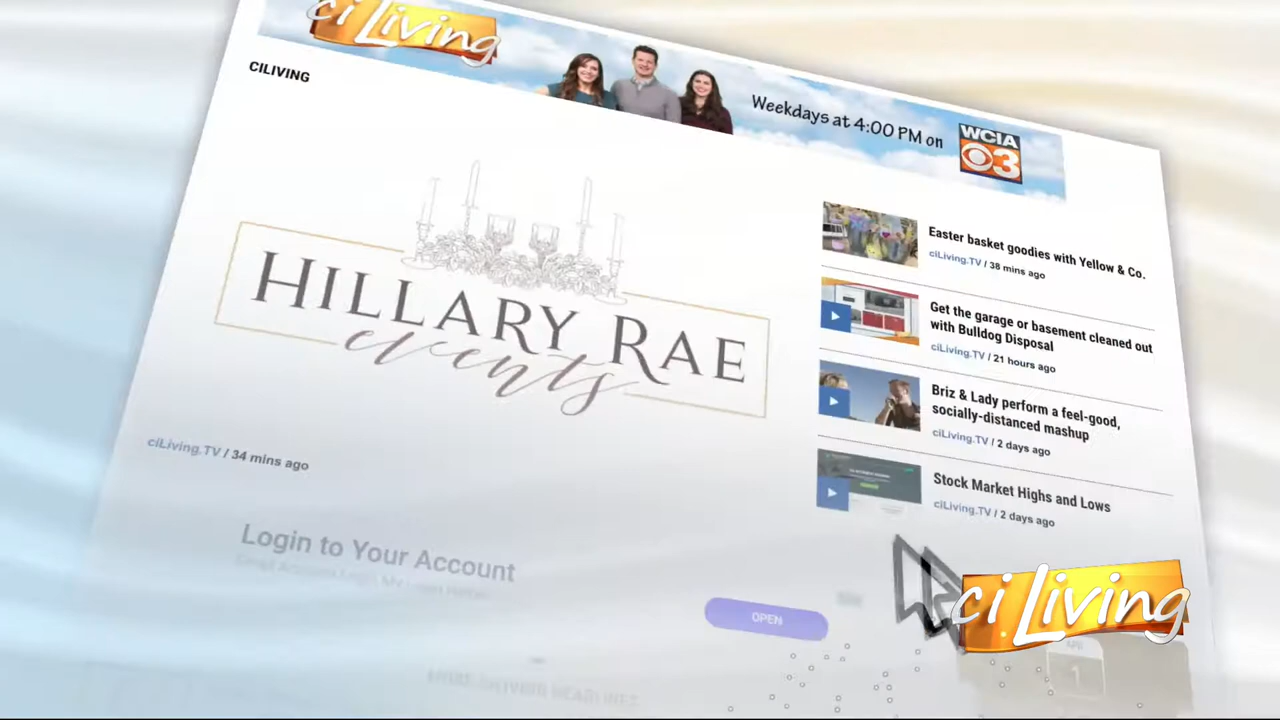 ciLiving
Weekdays at 4:00 PM on
WCIA
3
CILIVING
HILLARY RAE
events
ciLiving.TV / 34 mins ago
Easter basket goodies with Yellow & Co.
ciLiving.TV / 38 mins ago
Get the garage or basement cleaned out
with Bulldog Disposal
ciLiving.TV / 21 hours ago
Briz & Lady perform a feel-good,
socially-distanced mashup
ciLiving.TV / 2 days ago
Stock Market Highs and Lows
ciLiving.TV / 2 days ago
Login to Your Account
OPEN
ciLiving
APR
1